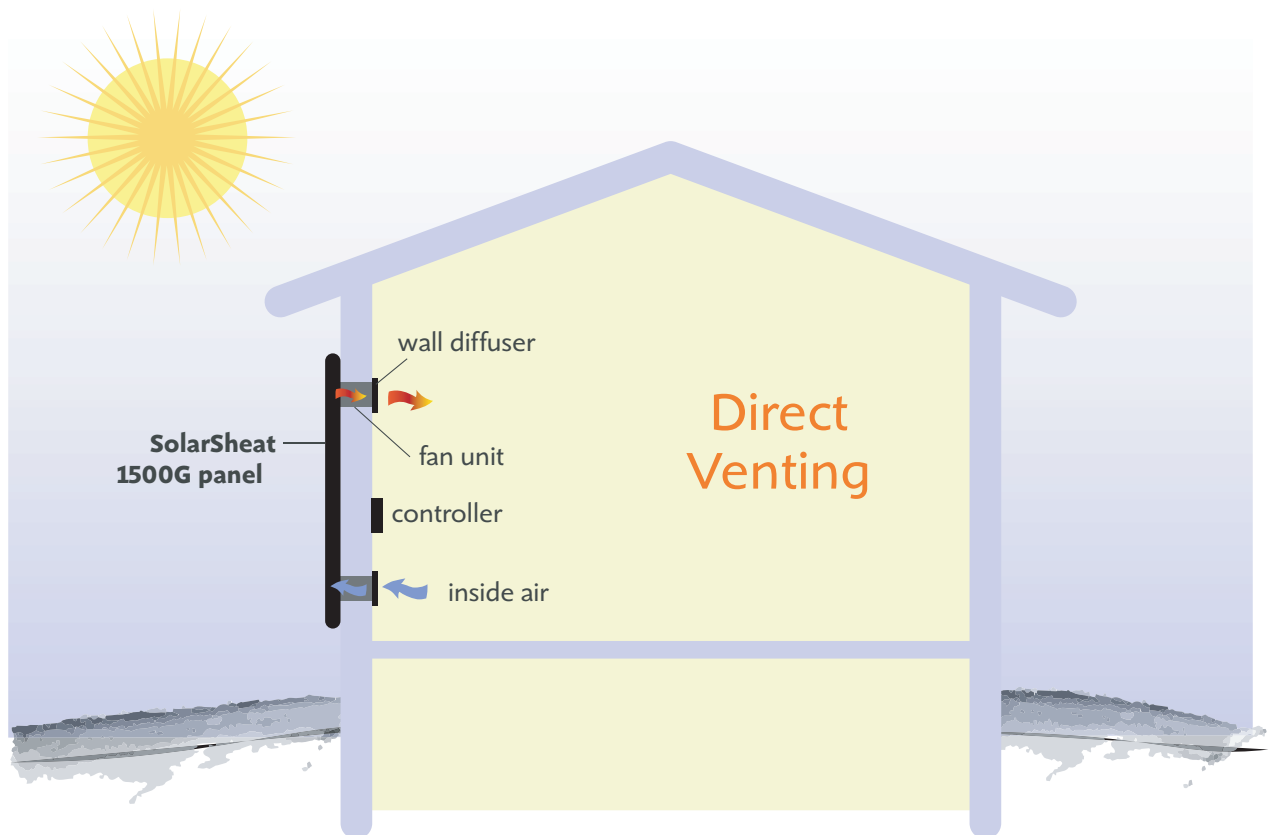 wall diffuser
SolarSheat
1500G panel
fan unit
controller
inside air
Direct
Venting